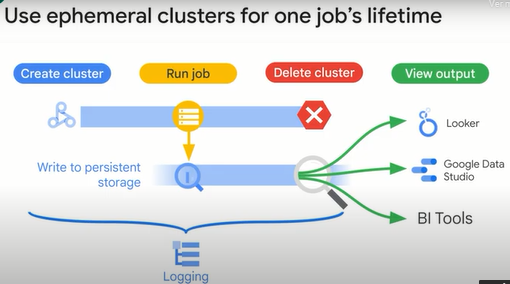 Use ephemeral clusters for one job's lifetime
Create cluster
Run job
Delete cluster
View output
Looker
Write to persistent
storage
Google Data
Studio
BI Tools
Logging